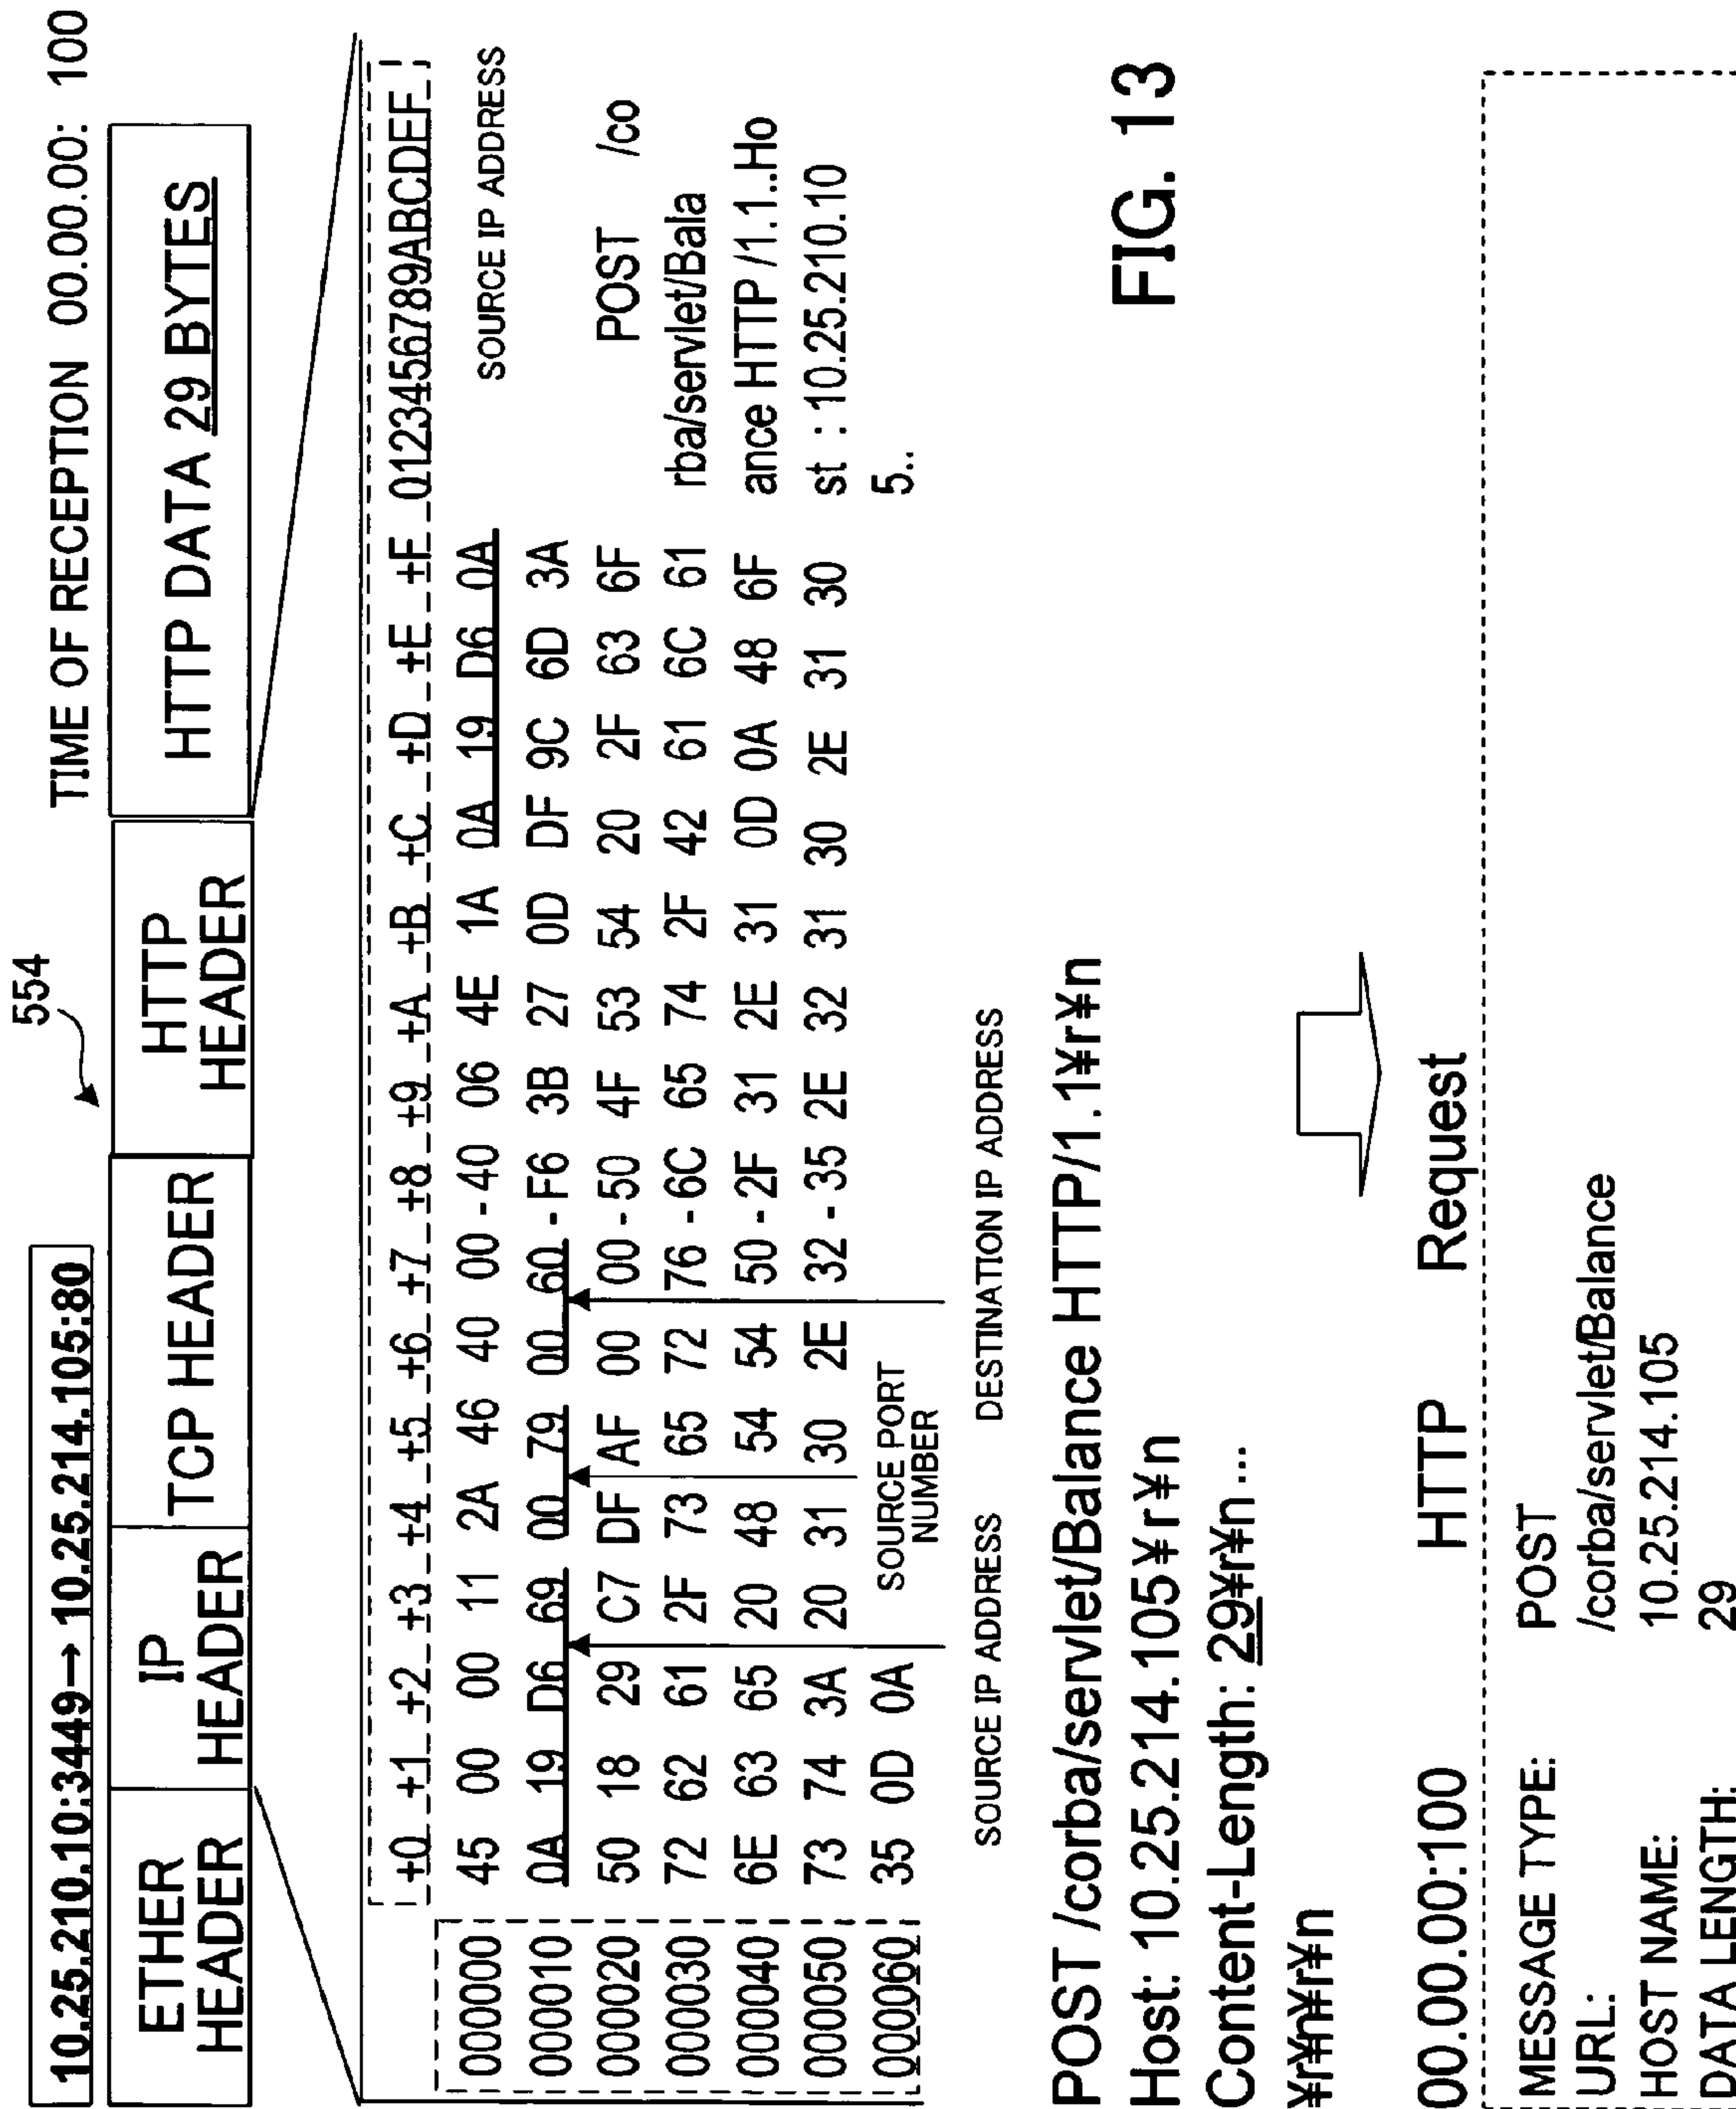 554
10.25.210.10:3449→ 10.25.214.105:80
TIME OF RECEPTION 00.00.00: 100
ETHER HEADER
IP HEADER
TCP HEADER
HTTP HEADER
HTTP DATA 29 BYTES
+0 +1 +2 +3 +4 +5 +6 +7 +8 +9 +A +B +C +D +E +F 0123456789ABCDEF
000000 45 00 00 11 2A 46 40 00 - 40 06 4E 1A 0A 19 D6 0A SOURCE IP ADDRESS
000010 0A 19 D6 69 00 79 00 60 - F6 3B 27 0D DF 9C 6D 3A
000020 50 18 29 C7 DF AF 00 00 - 50 4F 53 54 20 2F 63 6F POST /co
000030 72 62 61 2F 73 65 72 76 - 6C 65 74 2F 42 61 6C 61 rba/servlet/Bala
000040 6E 63 65 20 48 54 54 50 - 2F 31 2E 31 0D 0A 48 6F ance HTTP /1.1..Ho
000050 73 74 3A 20 31 30 2E 32 - 35 2E 32 31 30 2E 31 30 st : 10.25.210.10
000060 35 0D 0A 5..
SOURCE PORT NUMBER
SOURCE IP ADDRESS DESTINATION IP ADDRESS
POST /corba/servlet/Balance HTTP/1.1¥r¥n
Host: 10.25.214.105¥r¥n
Content-Length: 29¥r¥n...
¥r¥n¥r¥n
FIG. 13
00.00.00:100 HTTP Request
MESSAGE TYPE: POST
URL: /corba/servlet/Balance
HOST NAME: 10.25.214.105
DATA LENGTH: 29